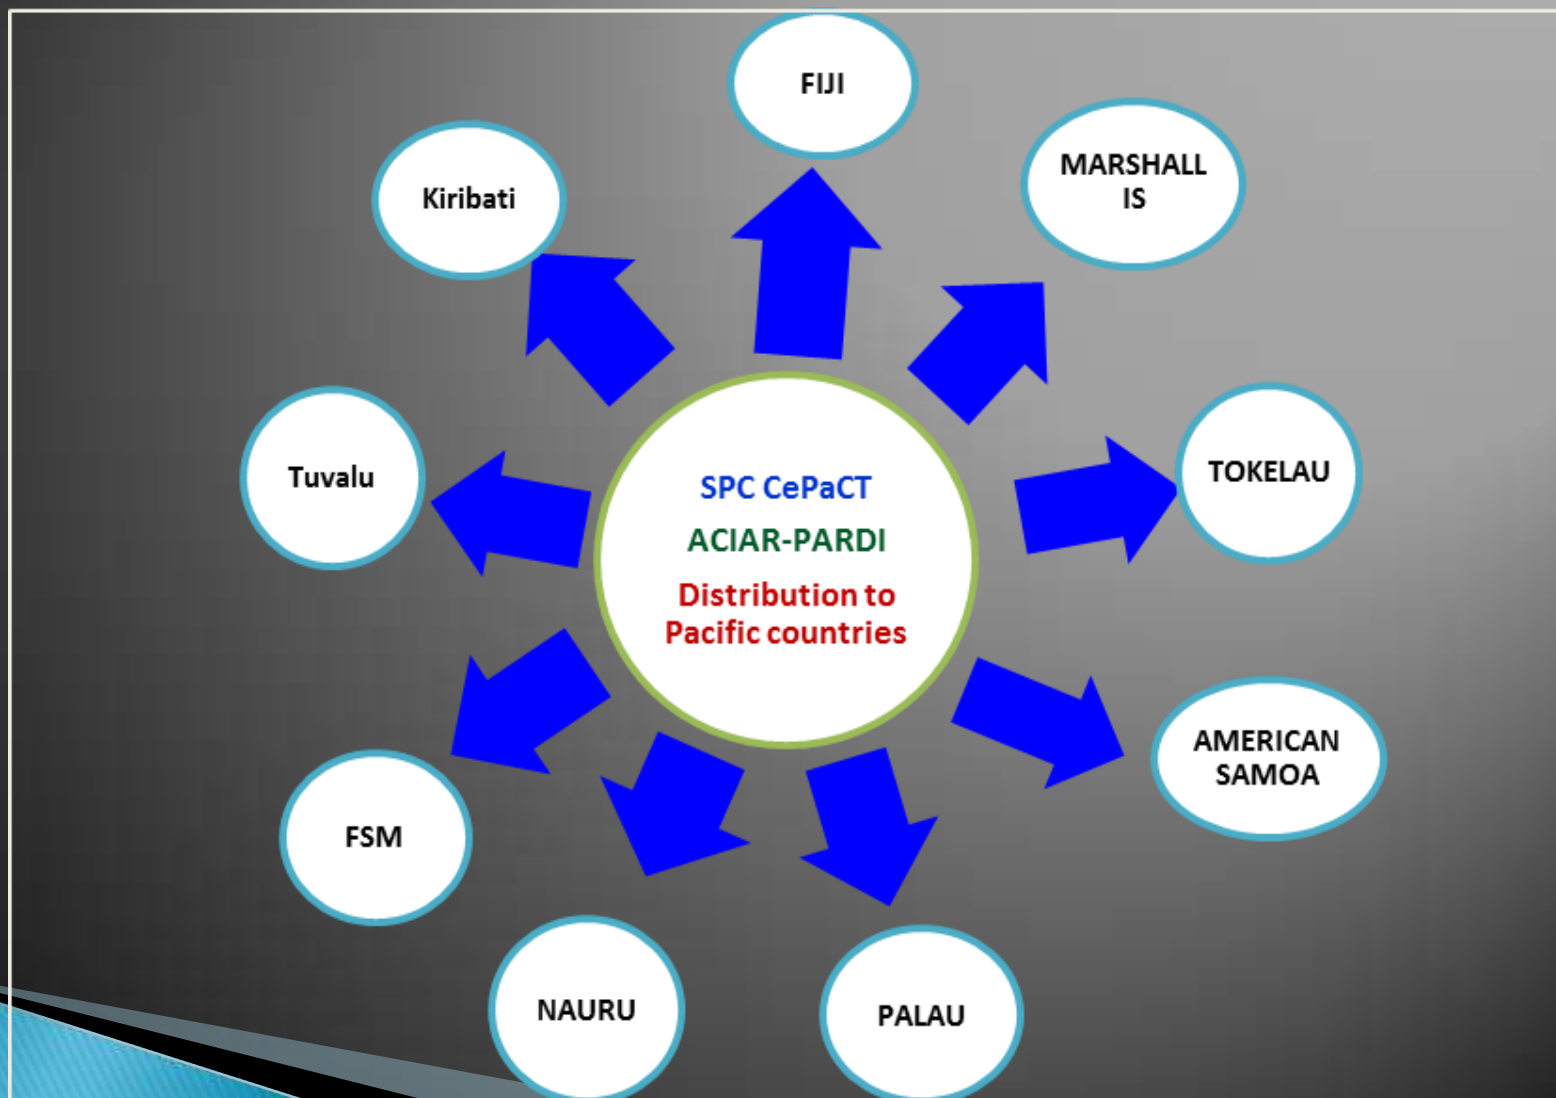 FIJI
MARSHALL
IS
Kiribati
TOKELAU
Tuvalu
SPC CePaCT
ACIAR-PARDI
Distribution to
Pacific countries
AMERICAN
SAMOA
FSM
NAURU
PALAU